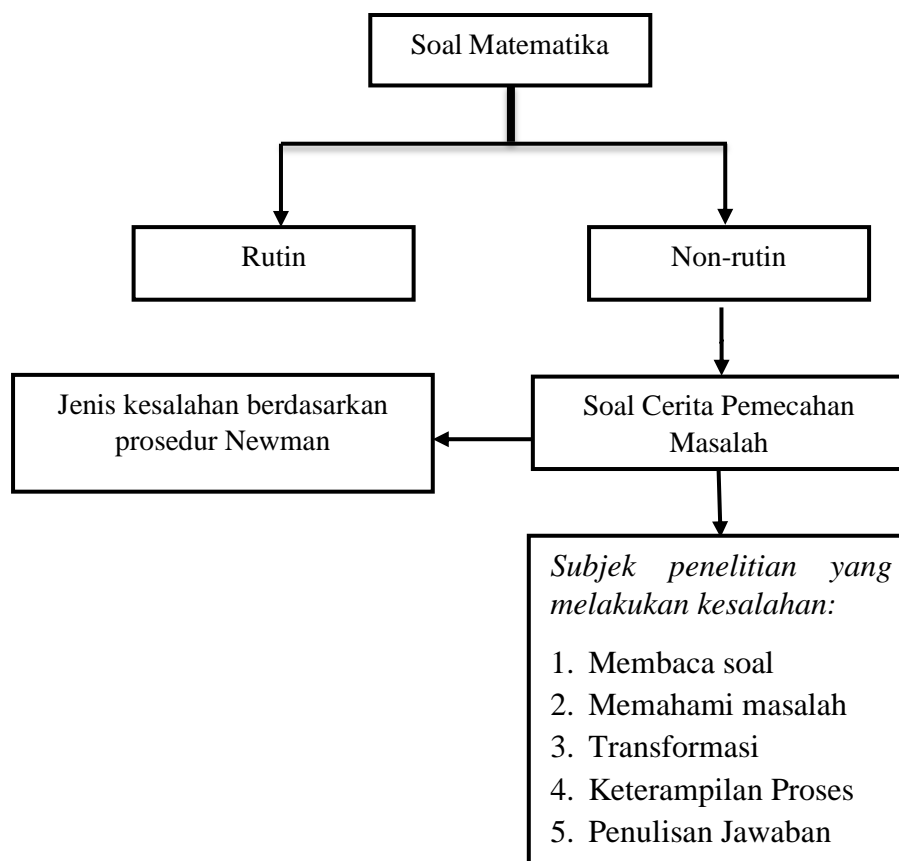 Soal Matematika
Rutin
Non-rutin
Jenis kesalahan berdasarkan
prosedur Newman
Soal Cerita Pemecahan
Masalah
Subjek penelitian yang
melakukan kesalahan:
1. Membaca soal
2. Memahami masalah
3. Transformasi
4. Keterampilan Proses
5. Penulisan Jawaban